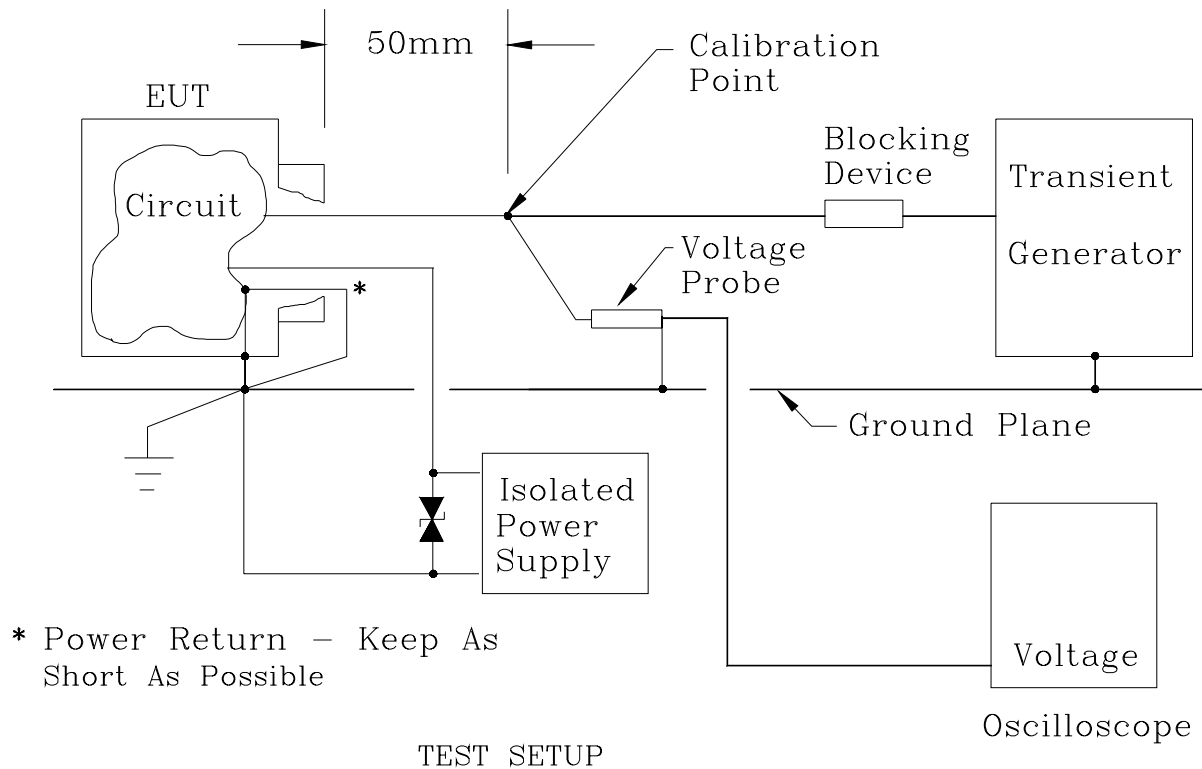 50mm
Calibration
Point
EUT
Blocking
Device
Transient
Generator
Circuit
Voltage
Probe
*
Ground Plane
Isolated
Power
Supply
* Power Return – Keep As
Short As Possible
Voltage
Oscilloscope
TEST SETUP